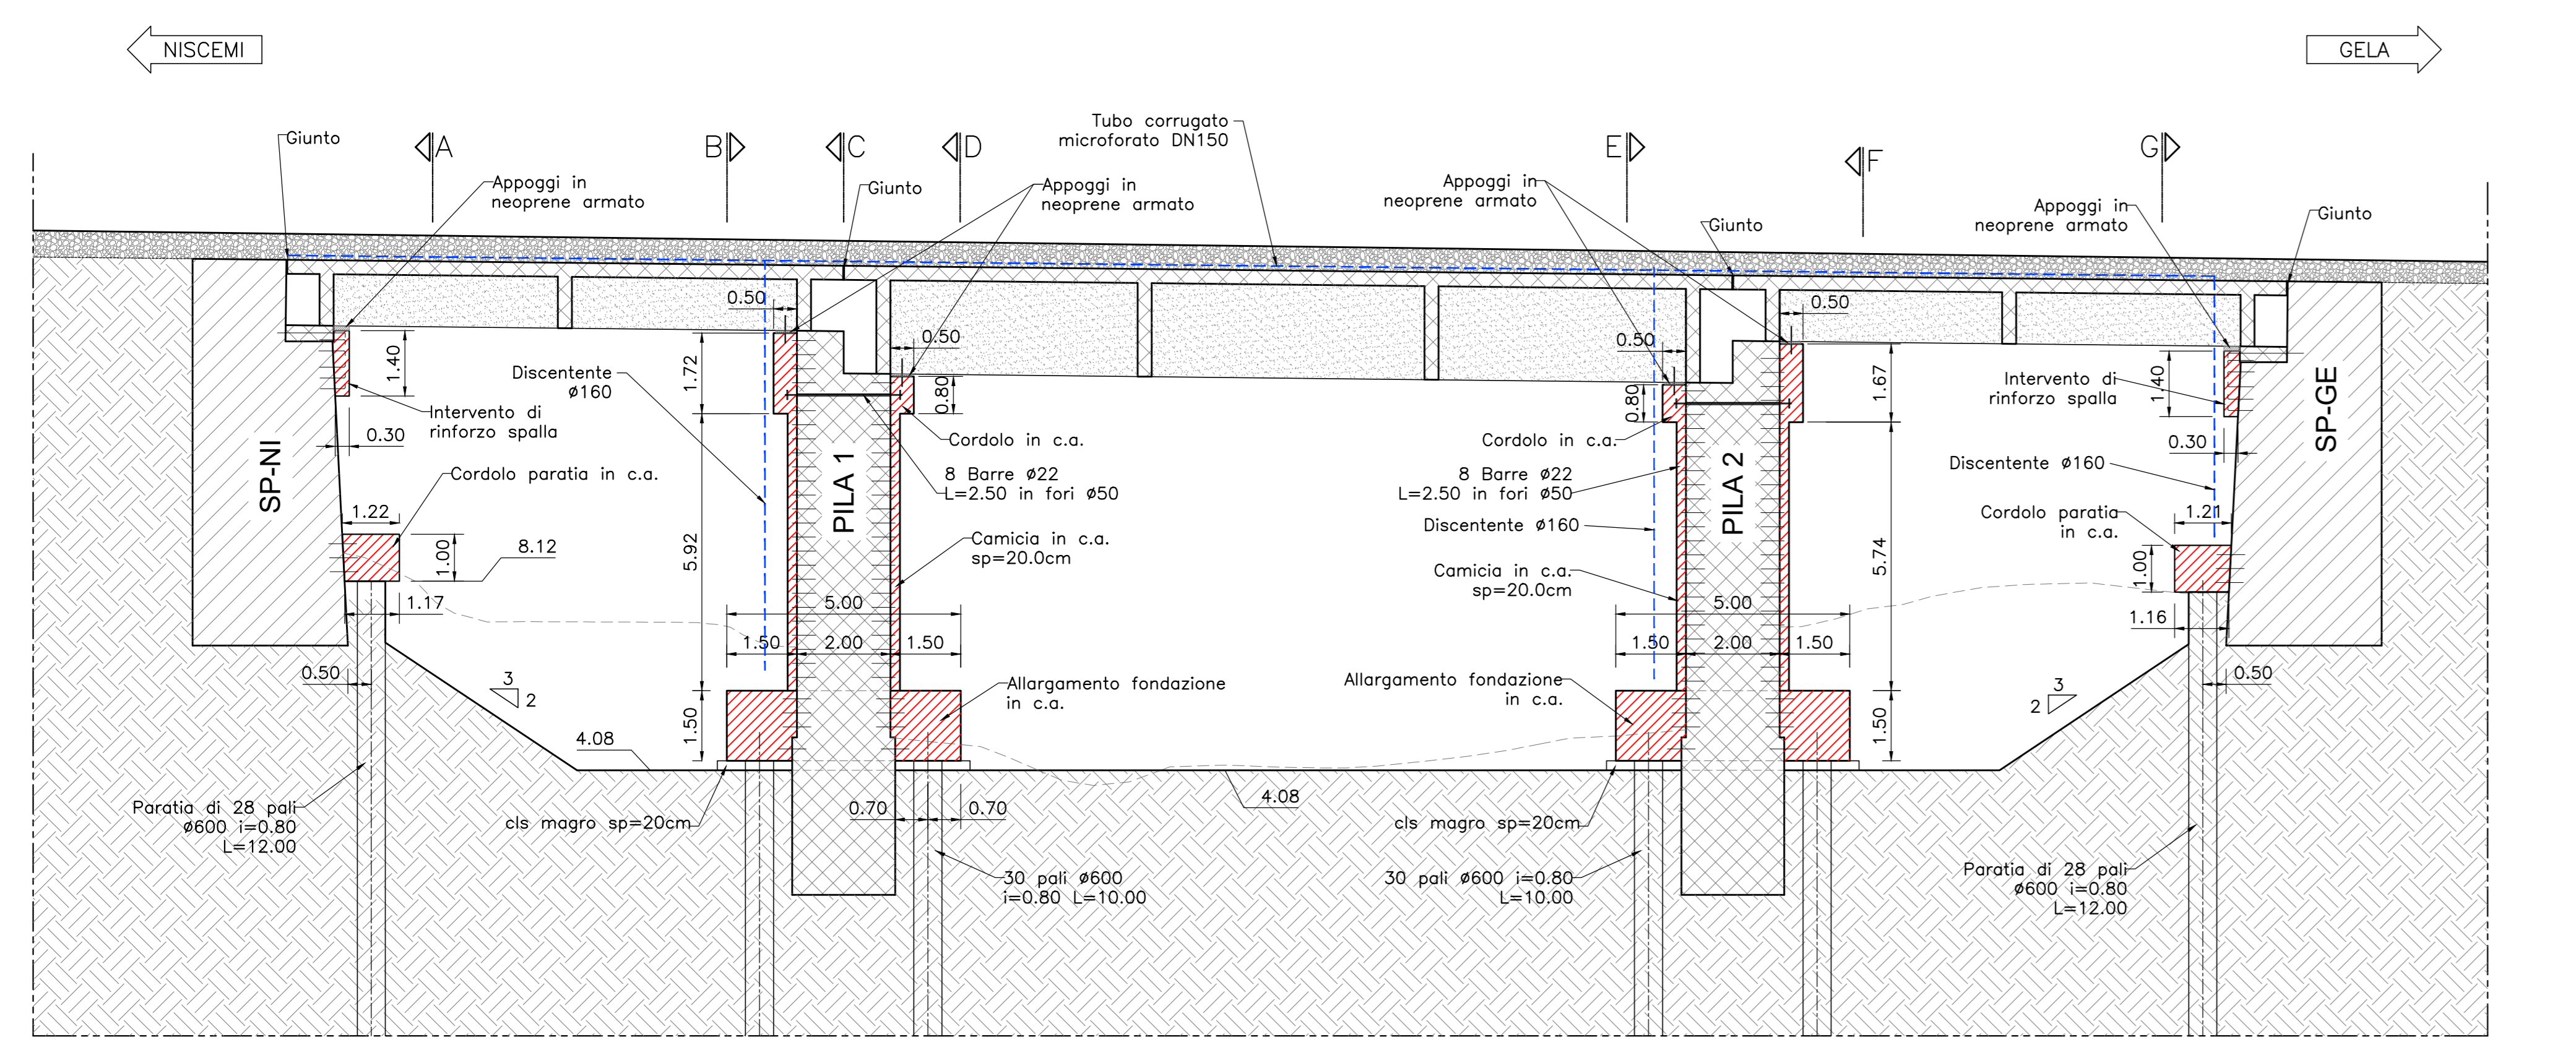 NISCEMI
GELA
Giunto
A
B
C
D
Tubo corrugato
microforato DN150
E
F
G
Appoggi in
neoprene armato
Giunto
Appoggi in
neoprene armato
Appoggi in
neoprene armato
Giunto
Appoggi in
neoprene armato
Giunto
0.50
0.50
0.50
0.50
1.40
1.72
0.80
0.80
1.67
1.40
Discentente
ø160
Intervento di
rinforzo spalla
0.30
Intervento di
rinforzo spalla
0.30
SP-NI
PILA 1
PILA 2
SP-GE
Cordolo in c.a.
Cordolo in c.a.
Cordolo paratia in c.a.
8 Barre ø22
L=2.50 in fori ø50
8 Barre ø22
L=2.50 in fori ø50
Discentente ø160
Discentente ø160
1.22
1.00
8.12
1.17
5.92
Camicia in c.a.
sp=20.0cm
Camicia in c.a.
sp=20.0cm
5.74
Cordolo paratia
in c.a.
1.21
1.00
1.16
5.00
1.50
2.00
1.50
5.00
1.50
2.00
1.50
0.50
3
2
Allargamento fondazione
in c.a.
Allargamento fondazione
in c.a.
3
2
0.50
1.50
1.50
4.08
4.08
Paratia di 28 pali
ø600 i=0.80
L=12.00
cls magro sp=20cm
0.70
0.70
cls magro sp=20cm
30 pali ø600
i=0.80 L=10.00
30 pali ø600 i=0.80
L=10.00
Paratia di 28 pali
ø600 i=0.80
L=12.00